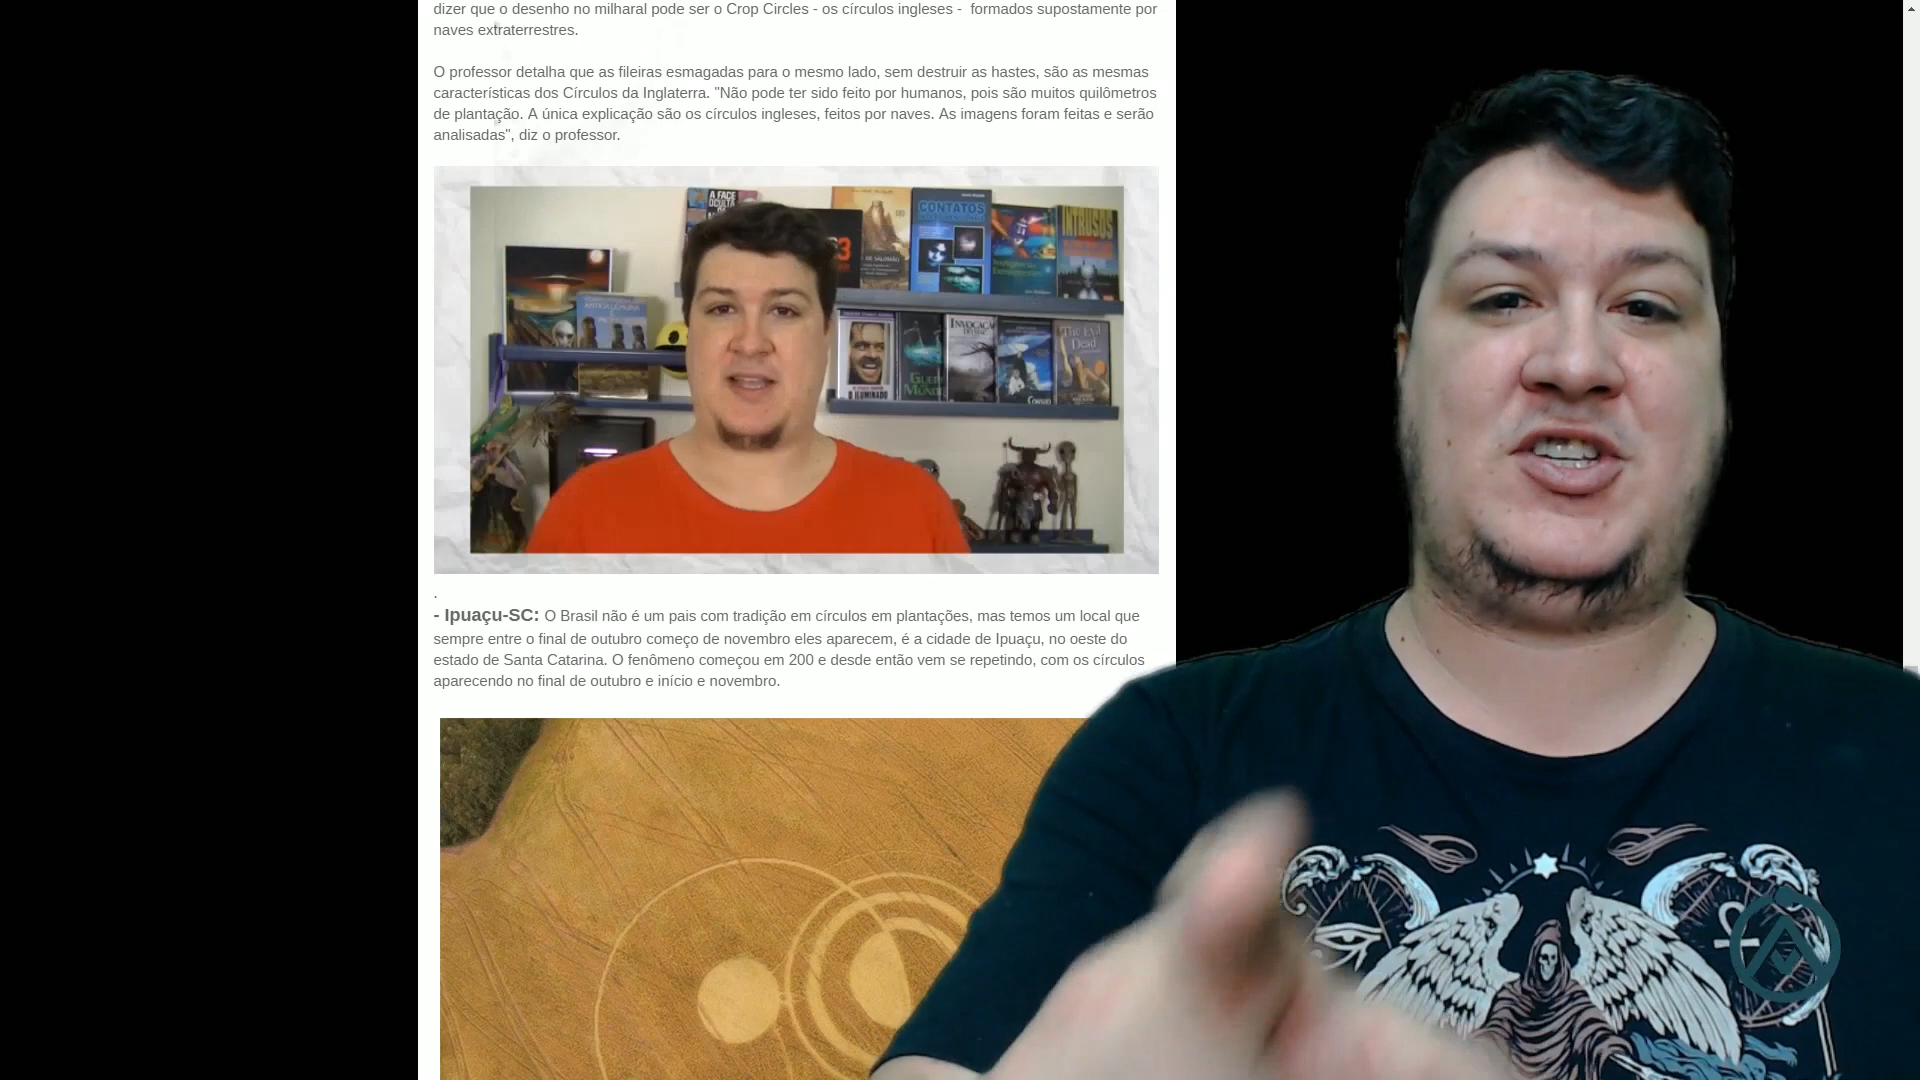 dizer que o desenho no milharal pode ser o Crop Circles - os círculos ingleses -  formados supostamente por
naves extraterrestres.
O professor detalha que as fileiras esmagadas para o mesmo lado, sem destruir as hastes, são as mesmas
características dos Círculos da Inglaterra. "Não pode ter sido feito por humanos, pois são muitos quilômetros
de plantação. A única explicação são os círculos ingleses, feitos por naves. As imagens foram feitas e serão
analisadas", diz o professor.
A FACE
OCULTA
DE SALOMÃO
CONTATOS
INTRUSOS
O ILUMINADO
INVOCAÇÃO
The Evil
Dead
.
- Ipuaçu-SC: O Brasil não é um pais com tradição em círculos em plantações, mas temos um local que
sempre entre o final de outubro começo de novembro eles aparecem, é a cidade de Ipuaçu, no oeste do
estado de Santa Catarina. O fenômeno começou em 200 e desde então vem se repetindo, com os círculos
aparecendo no final de outubro e início e novembro.